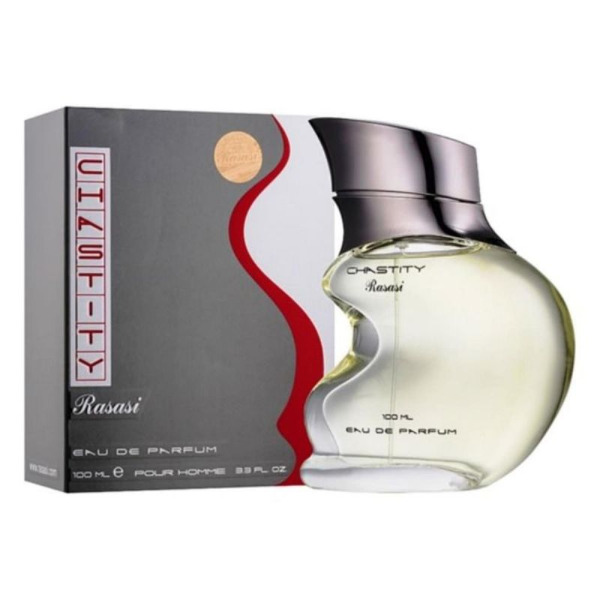 CHASTITY
Rasasi
Rasasi
EAU DE PARFUM
100 ML e POUR HOMME 3.3 FL OZ
CHASTITY
Rasasi
100 ML
EAU DE PARFUM